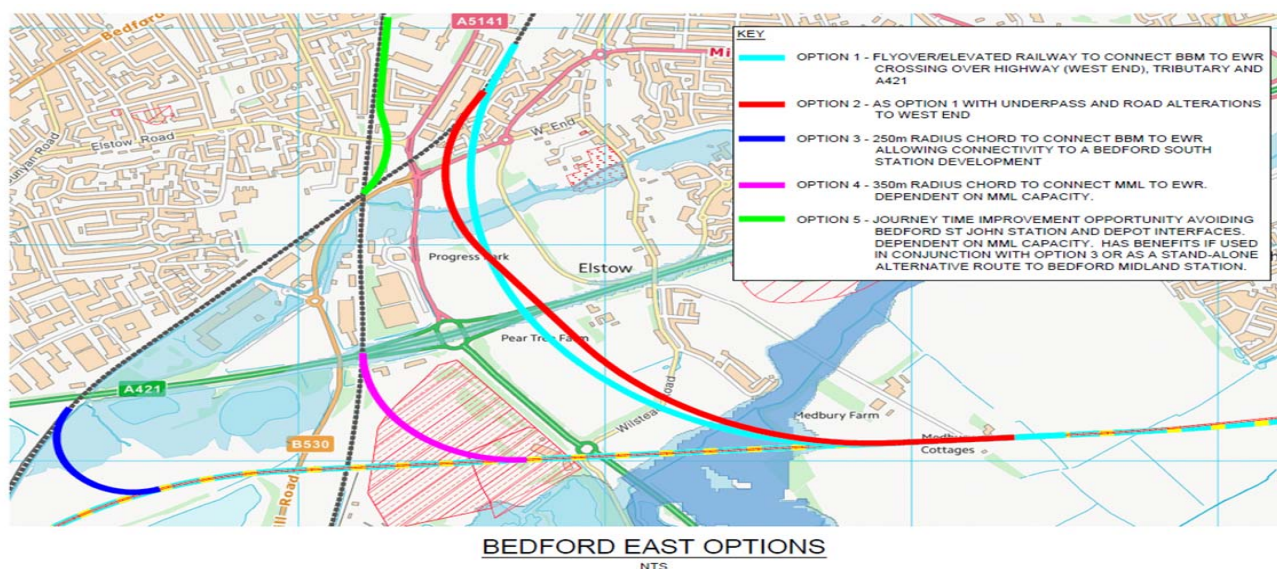 A5141
Bedford
Mi
KEY
OPTION 1 - FLYOVER/ELEVATED RAILWAY TO CONNECT BBM TO EWR
CROSSING OVER HIGHWAY (WEST END), TRIBUTARY AND
A421
OPTION 2 - AS OPTION 1 WITH UNDERPASS AND ROAD ALTERATIONS
TO WEST END
OPTION 3 - 250m RADIUS CHORD TO CONNECT BBM TO EWR
ALLOWING CONNECTIVITY TO A BEDFORD SOUTH
STATION DEVELOPMENT
OPTION 4 - 350m RADIUS CHORD TO CONNECT MML TO EWR.
DEPENDENT ON MML CAPACITY.
OPTION 5 - JOURNEY TIME IMPROVEMENT OPPORTUNITY AVOIDING
BEDFORD ST JOHN STATION AND DEPOT INTERFACES.
DEPENDENT ON MML CAPACITY. HAS BENEFITS IF USED
IN CONJUNCTION WITH OPTION 3 OR AS A STAND-ALONE
ALTERNATIVE ROUTE TO BEDFORD MIDLAND STATION.
Elstow Road
W End
Progress Park
Elstow
Pear Tree Farm
A421
B530
Medbury Farm
Cottages
BEDFORD EAST OPTIONS
NTS